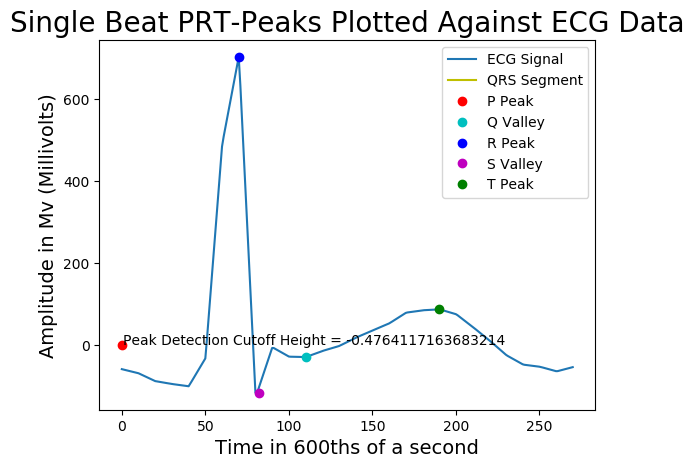 Single Beat PRT-Peaks Plotted Against ECG Data
Amplitude in Mv (Millivolts)
600
400
200
0
ECG Signal
QRS Segment
P Peak
Q Valley
R Peak
S Valley
T Peak
Peak Detection Cutoff Height = -0.4764117163683214
0 50 100 150 200 250
Time in 600ths of a second